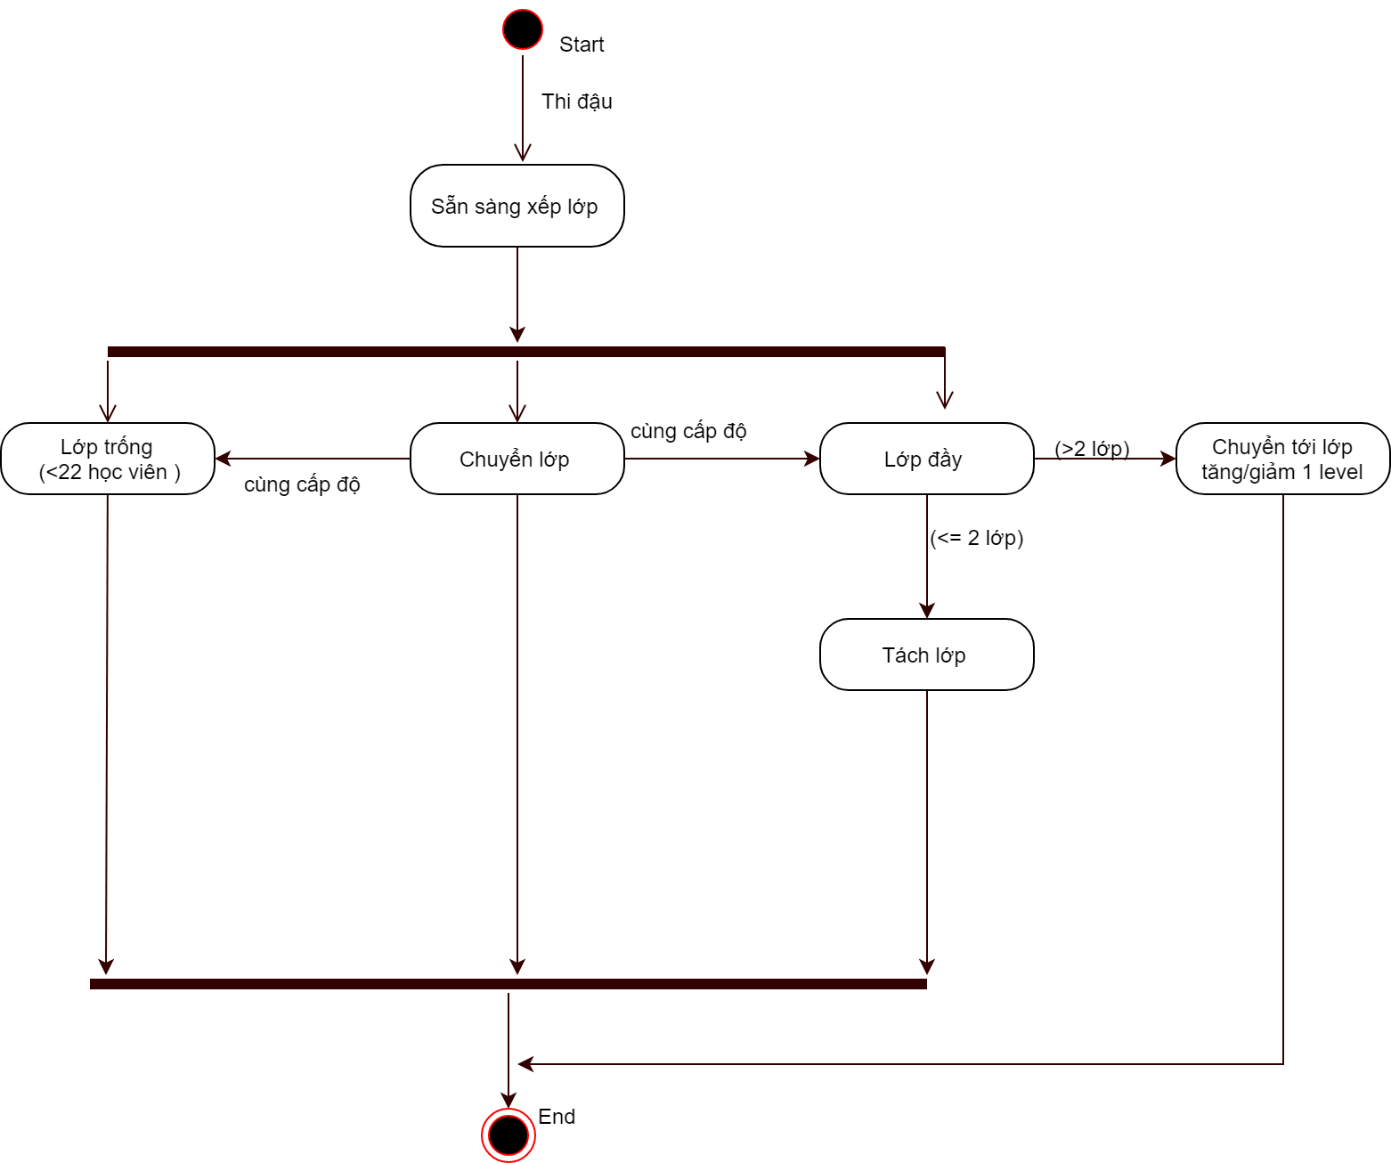 Start
Thi đậu
Sẵn sàng xếp lớp
Lớp trống
(<22 học viên )
cùng cấp độ
Chuyển lớp
cùng cấp độ
Lớp đầy
(>2 lớp)
Chuyển tới lớp
tăng/giảm 1 level
(<= 2 lớp)
Tách lớp
End